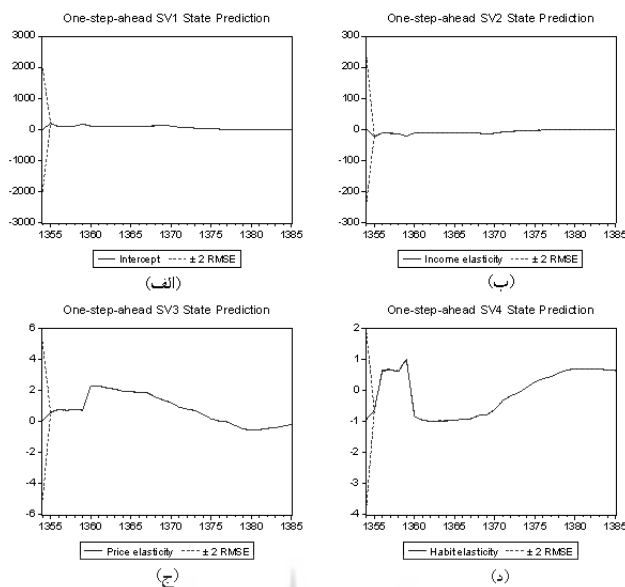 One-step-ahead SV1 State Prediction
3000
2000
1000
0
-1000
-2000
-3000
1355 1360 1365 1370 1375 1380 1385
Intercept ± 2 RMSE
(الف)
One-step-ahead SV2 State Prediction
300
200
100
0
-100
-200
-300
1355 1360 1365 1370 1375 1380 1385
Income elasticity ± 2 RMSE
(ب)
One-step-ahead SV3 State Prediction
6
4
2
0
-2
-4
-6
1355 1360 1365 1370 1375 1380 1385
Price elasticity ± 2 RMSE
(ج)
One-step-ahead SV4 State Prediction
2
1
0
-1
-2
-3
-4
1355 1360 1365 1370 1375 1380 1385
Habit elasticity ± 2 RMSE
(د)